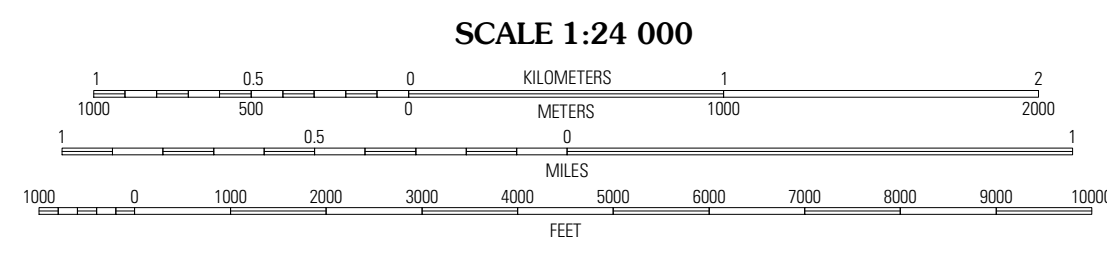 SCALE 1:24 000
1 0.5 0 KILOMETERS 1 2
1000 500 0 METERS 1000 2000
1 0.5 0 1
MILES
1000 0 1000 2000 3000 4000 5000 6000 7000 8000 9000 10000
FEET